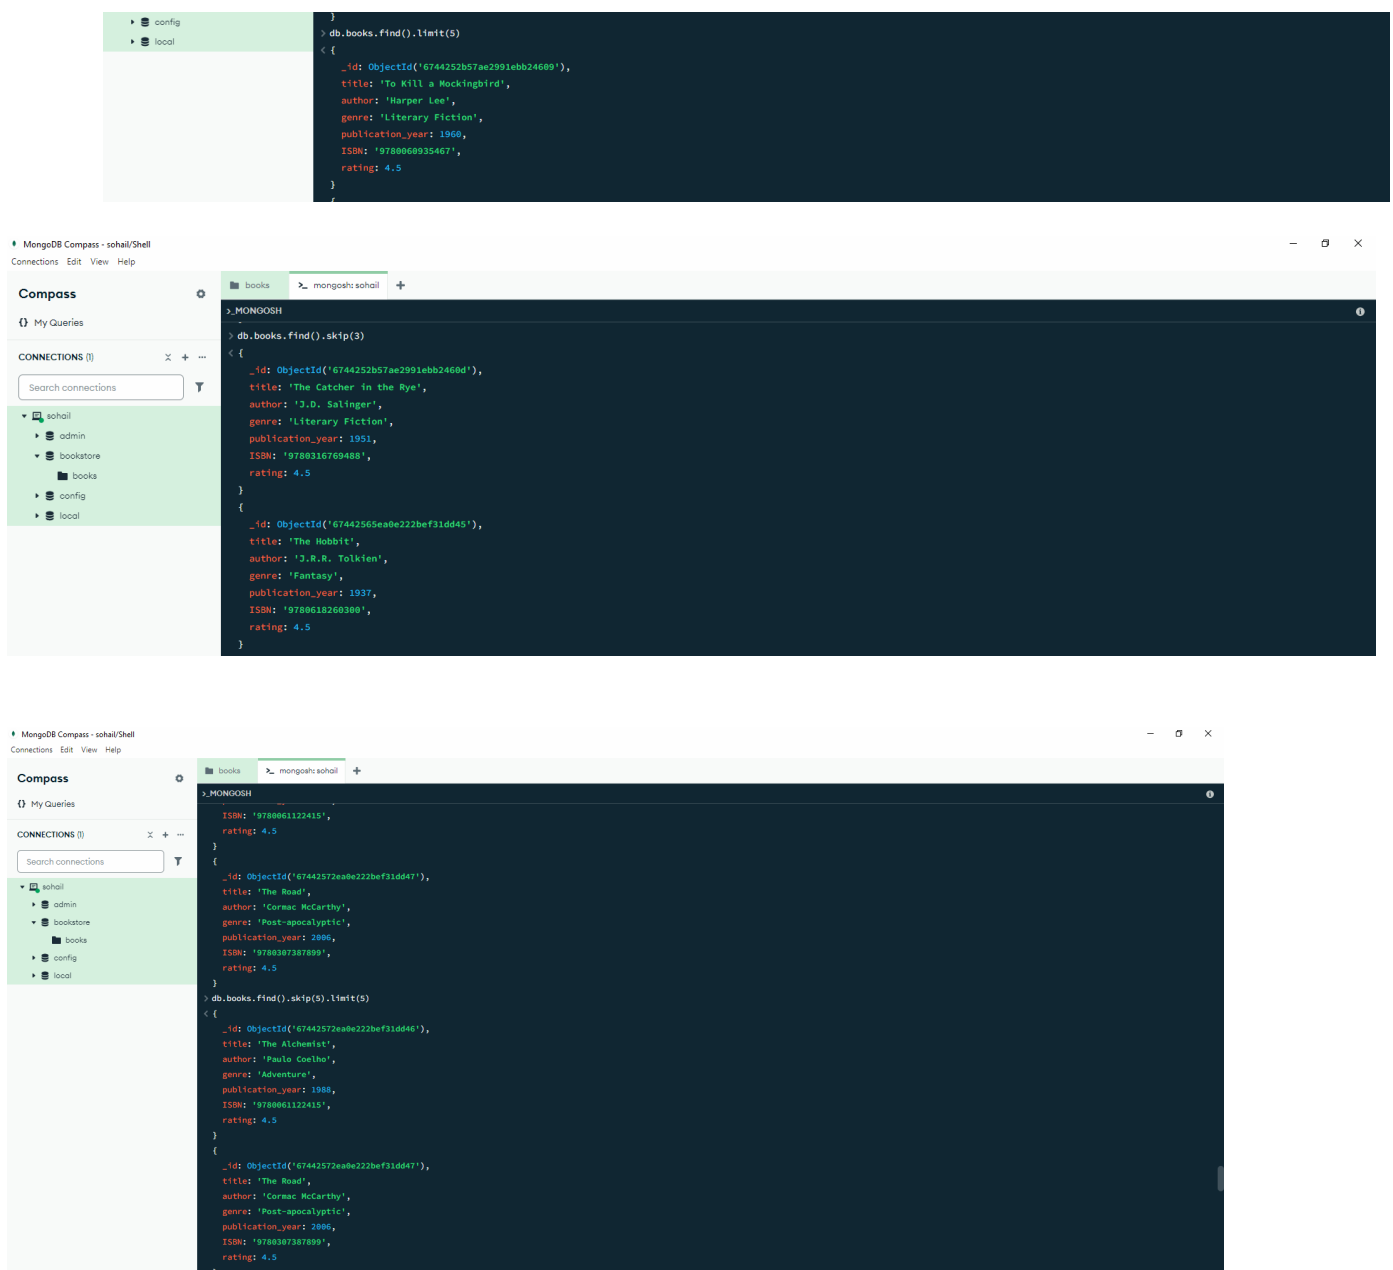 config
local
}
> db.books.find().limit(5)
< {
_id: ObjectId('6744252b57ae2991ebb24609'),
title: 'To Kill a Mockingbird',
author: 'Harper Lee',
genre: 'Literary Fiction',
publication_year: 1960,
ISBN: '9780060935467',
rating: 4.5
}
{
MongoDB Compass - sohail/Shell
Connections Edit View Help
Compass
{} My Queries
CONNECTIONS (1)
Search connections
sohail
admin
bookstore
books
config
local
books
>_ mongosh: sohail
>_MONGOSH
> db.books.find().skip(3)
< {
_id: ObjectId('6744252b57ae2991ebb2460d'),
title: 'The Catcher in the Rye',
author: 'J.D. Salinger',
genre: 'Literary Fiction',
publication_year: 1951,
ISBN: '9780316769488',
rating: 4.5
}
{
_id: ObjectId('67442565ea0e222bef31dd45'),
title: 'The Hobbit',
author: 'J.R.R. Tolkien',
genre: 'Fantasy',
publication_year: 1937,
ISBN: '9780618260300',
rating: 4.5
}
MongoDB Compass - sohail/Shell
Connections Edit View Help
Compass
{} My Queries
CONNECTIONS (1)
Search connections
sohail
admin
bookstore
books
config
local
books
>_ mongosh: sohail
>_MONGOSH
ISBN: '9780061122415',
rating: 4.5
}
{
_id: ObjectId('67442572ea0e222bef31dd47'),
title: 'The Road',
author: 'Cormac McCarthy',
genre: 'Post-apocalyptic',
publication_year: 2006,
ISBN: '9780307387899',
rating: 4.5
}
> db.books.find().skip(5).limit(5)
< {
_id: ObjectId('67442572ea0e222bef31dd46'),
title: 'The Alchemist',
author: 'Paulo Coelho',
genre: 'Adventure',
publication_year: 1988,
ISBN: '9780061122415',
rating: 4.5
}
{
_id: ObjectId('67442572ea0e222bef31dd47'),
title: 'The Road',
author: 'Cormac McCarthy',
genre: 'Post-apocalyptic',
publication_year: 2006,
ISBN: '9780307387899',
rating: 4.5